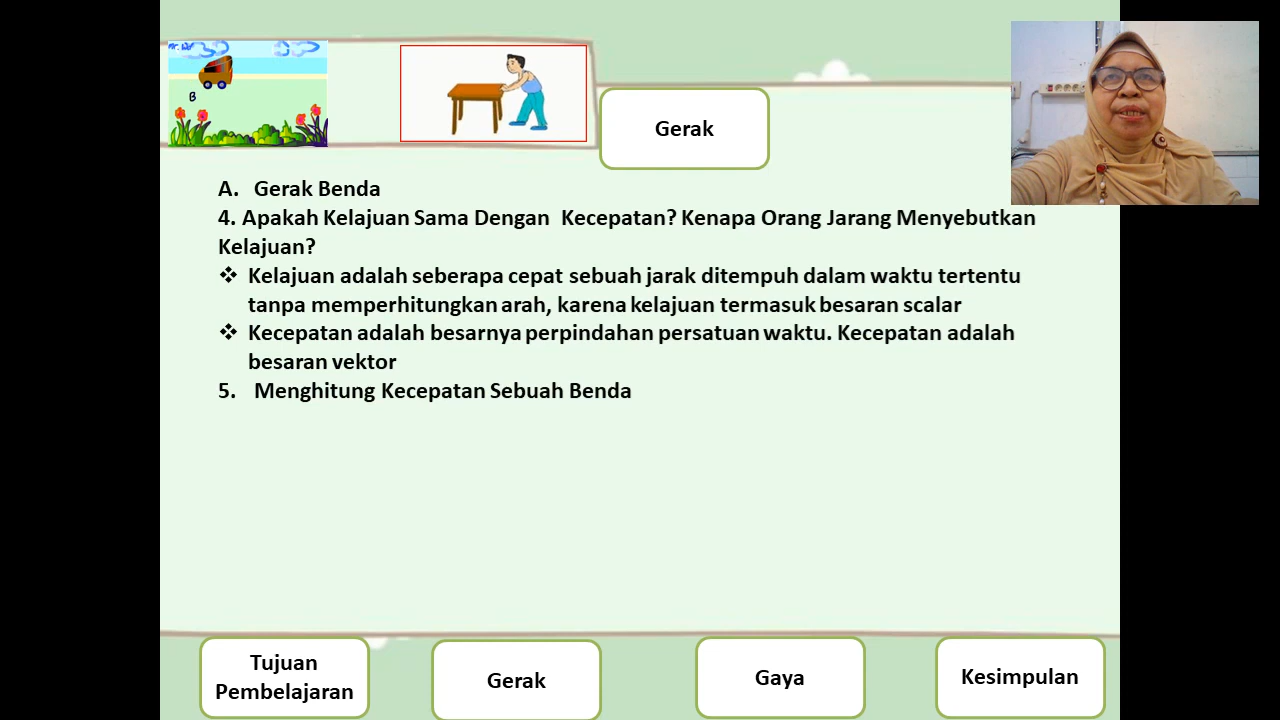 B
Gerak
A. Gerak Benda
4. Apakah Kelajuan Sama Dengan Kecepatan? Kenapa Orang Jarang Menyebutkan
Kelajuan?
❖ Kelajuan adalah seberapa cepat sebuah jarak ditempuh dalam waktu tertentu
tanpa memperhitungkan arah, karena kelajuan termasuk besaran scalar
❖ Kecepatan adalah besarnya perpindahan persatuan waktu. Kecepatan adalah
besaran vektor
5. Menghitung Kecepatan Sebuah Benda
Tujuan
Pembelajaran
Gerak
Gaya
Kesimpulan